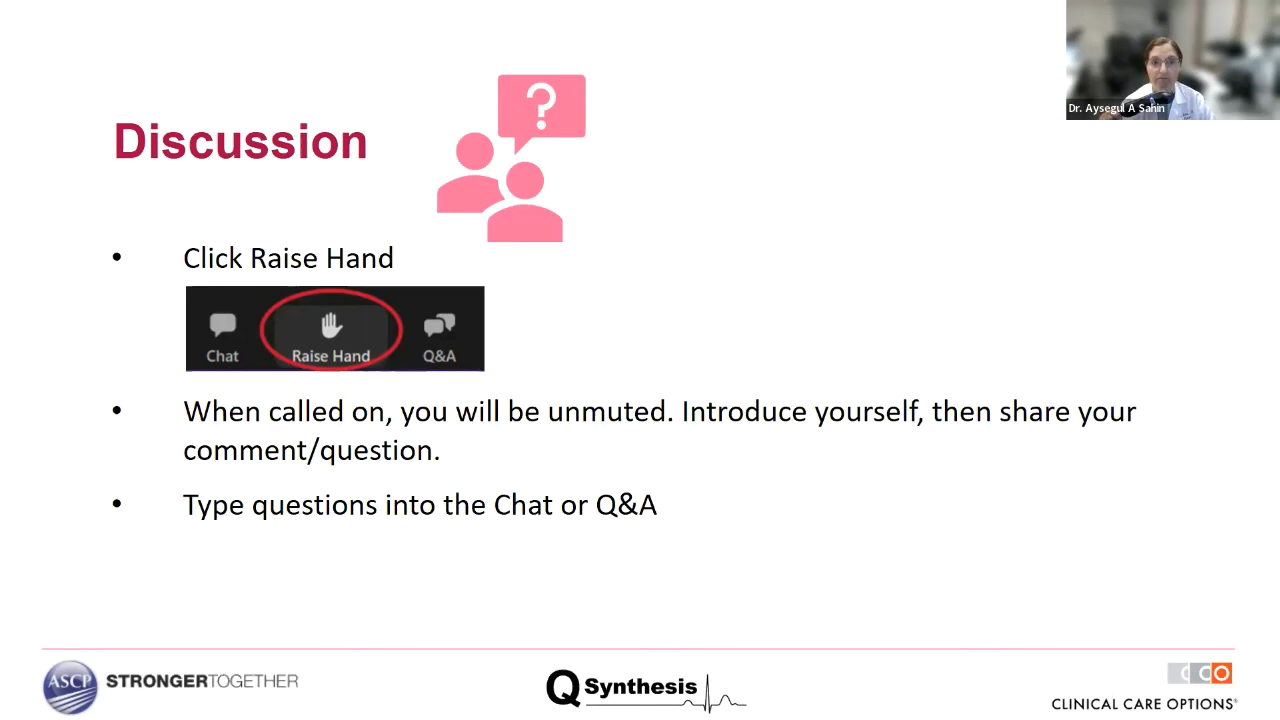 Dr. Aysegul A Sahin
?
Discussion
• Click Raise Hand
Chat Raise Hand Q&A
• When called on, you will be unmuted. Introduce yourself, then share your
comment/question.
• Type questions into the Chat or Q&A
ASCP STRONGERTOGETHER
Q Synthesis
CCO
CLINICAL CARE OPTIONS®